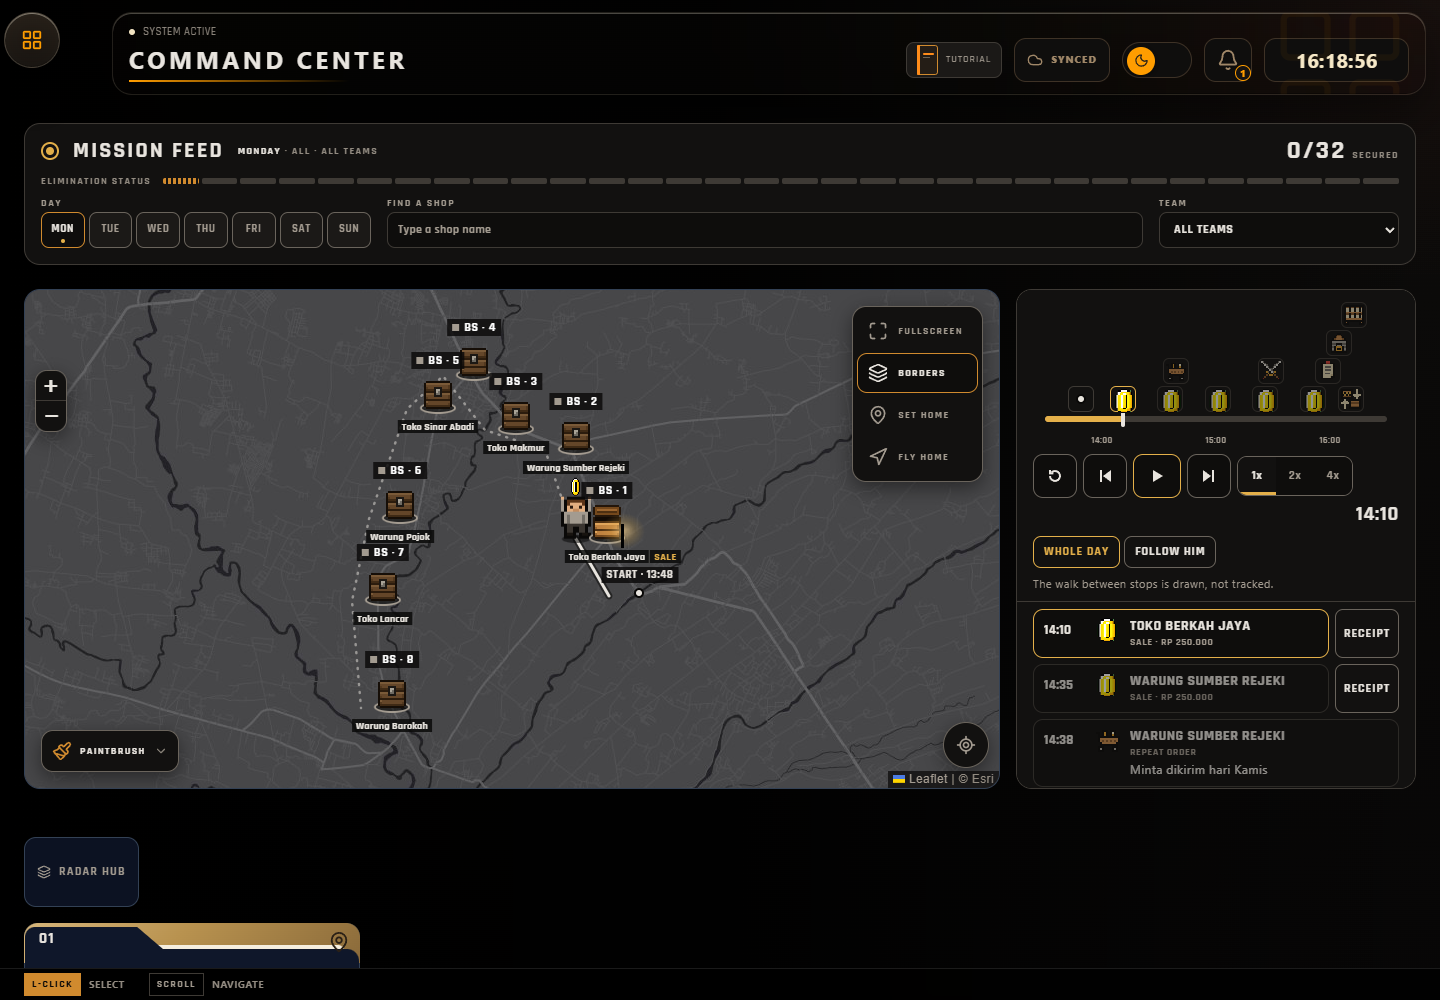 SYSTEM ACTIVE
COMMAND CENTER
TUTORIAL
SYNCED
1
16:18:56
MISSION FEED
MONDAY · ALL · ALL TEAMS
0/32 SECURED
ELIMINATION STATUS
DAY
MON
TUE
WED
THU
FRI
SAT
SUN
FIND A SHOP
Type a shop name
TEAM
ALL TEAMS
+
−
BS - 4
BS - 5
BS - 3
Toko Sinar Abadi
BS - 2
Toko Makmur
Warung Sumber Rejeki
BS - 6
BS - 1
Warung Pojok
BS - 7
Toko Berkah Jaya SALE
START · 13:48
Toko Lancar
BS - 8
Warung Barokah
FULLSCREEN
BORDERS
SET HOME
FLY HOME
PAINTBRUSH
Leaflet | © Esri
14:00
15:00
16:00
1x
2x
4x
14:10
WHOLE DAY
FOLLOW HIM
The walk between stops is drawn, not tracked.
14:10
TOKO BERKAH JAYA
SALE · RP 250.000
RECEIPT
14:35
WARUNG SUMBER REJEKI
SALE · RP 250.000
RECEIPT
14:38
WARUNG SUMBER REJEKI
REPEAT ORDER
Minta dikirim hari Kamis
RADAR HUB
01
L-CLICK SELECT
SCROLL NAVIGATE